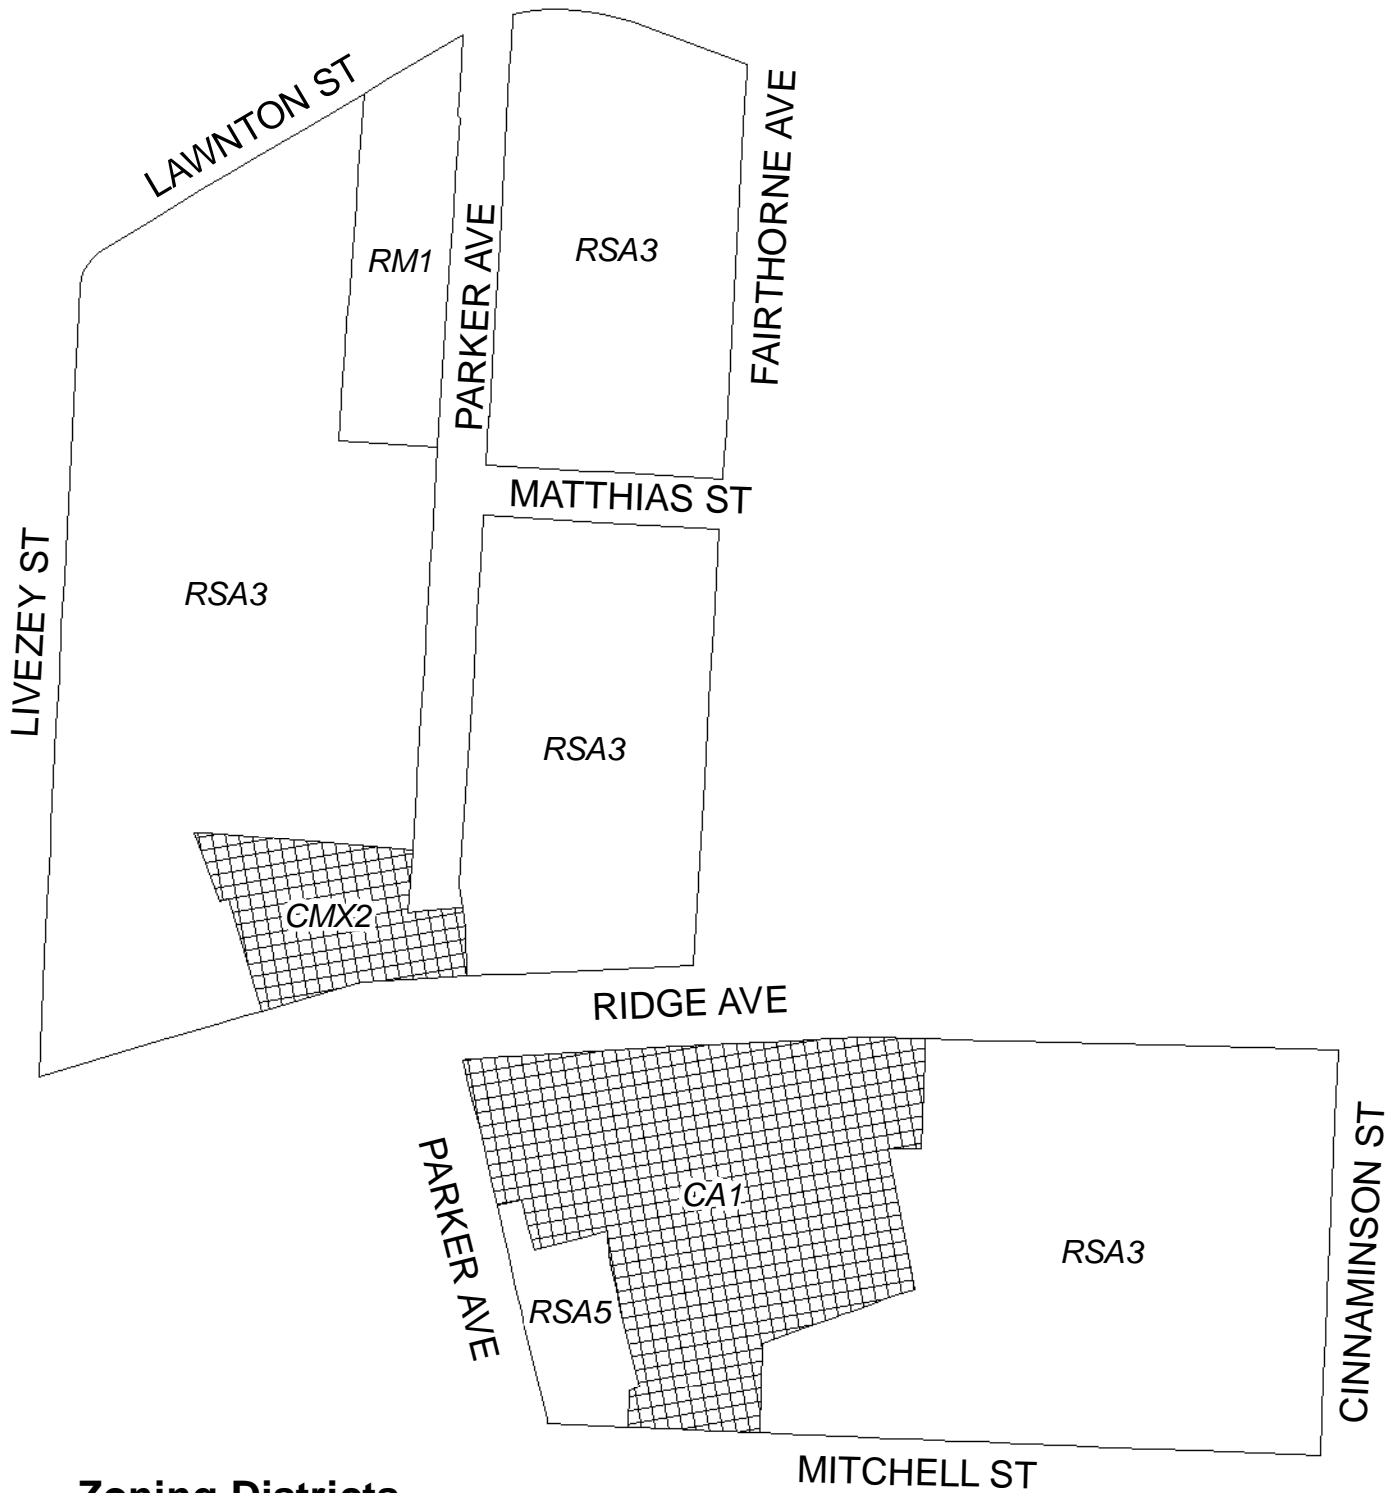 LAWNTON ST
RM1
PARKER AVE
RSA3
FAIRTHORNE AVE
MATTHIAS ST
LIVEZEY ST
RSA3
RSA3
CMX2
RIDGE AVE
PARKER AVE
CA1
RSA3
CINNAMINSON ST
RSA5
MITCHELL ST
Zoning Districts